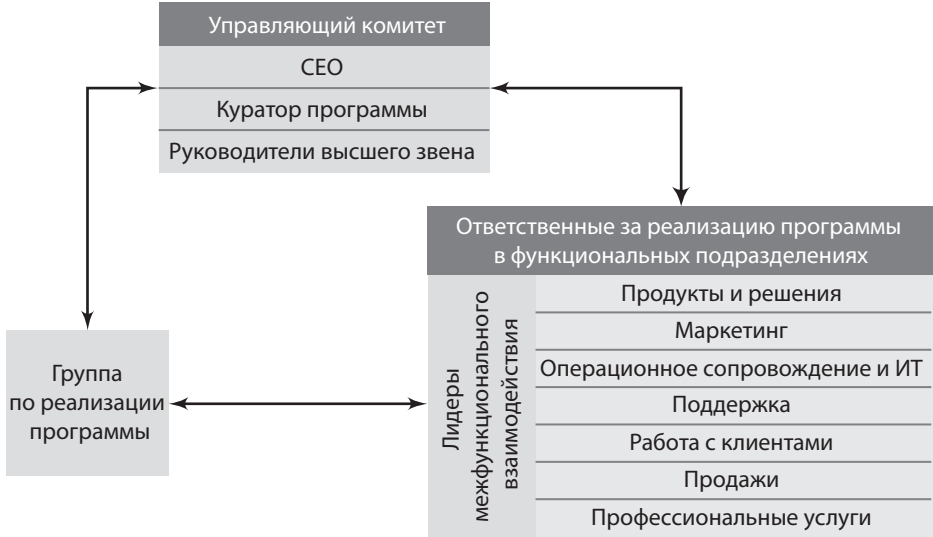 Управляющий комитет
CEO
Куратор программы
Руководители высшего звена
Ответственные за реализацию программы
в функциональных подразделениях
Лидеры
межфункционального
взаимодействия
Продукты и решения
Маркетинг
Операционное сопровождение и ИТ
Поддержка
Работа с клиентами
Продажи
Профессиональные услуги
Группа
по реализации
программы